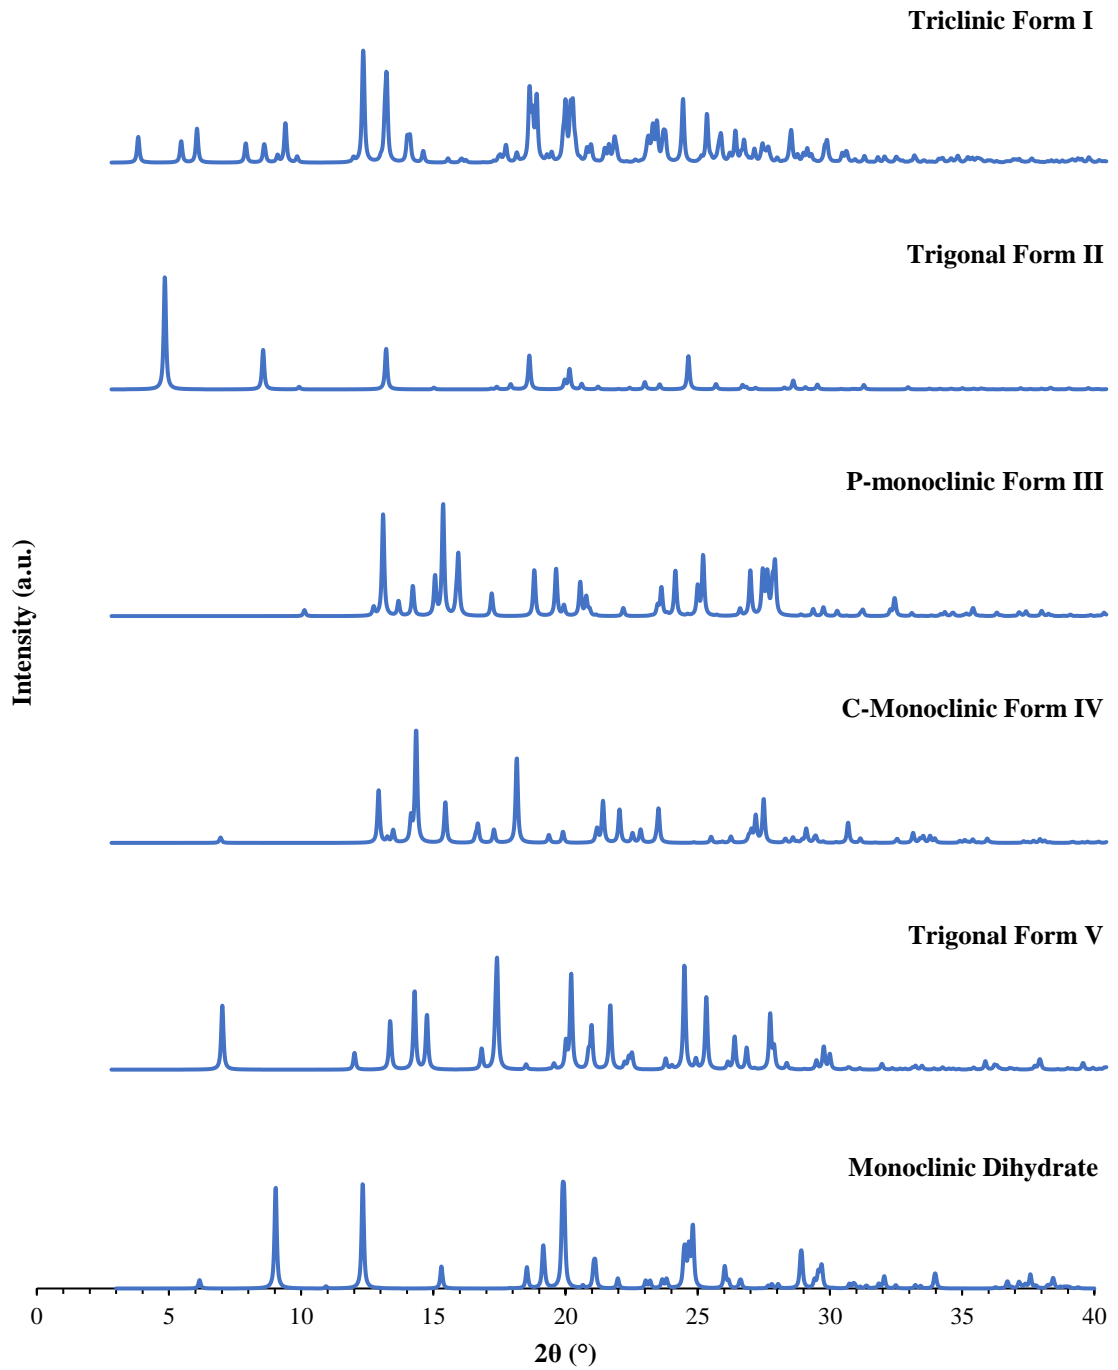 Triclinic Form I
Trigonal Form II
P-monoclinic Form III
Intensity (a.u.)
C-Monoclinic Form IV
Trigonal Form V
Monoclinic Dihydrate
0 5 10 15 20 25 30 35 40
2θ (°)